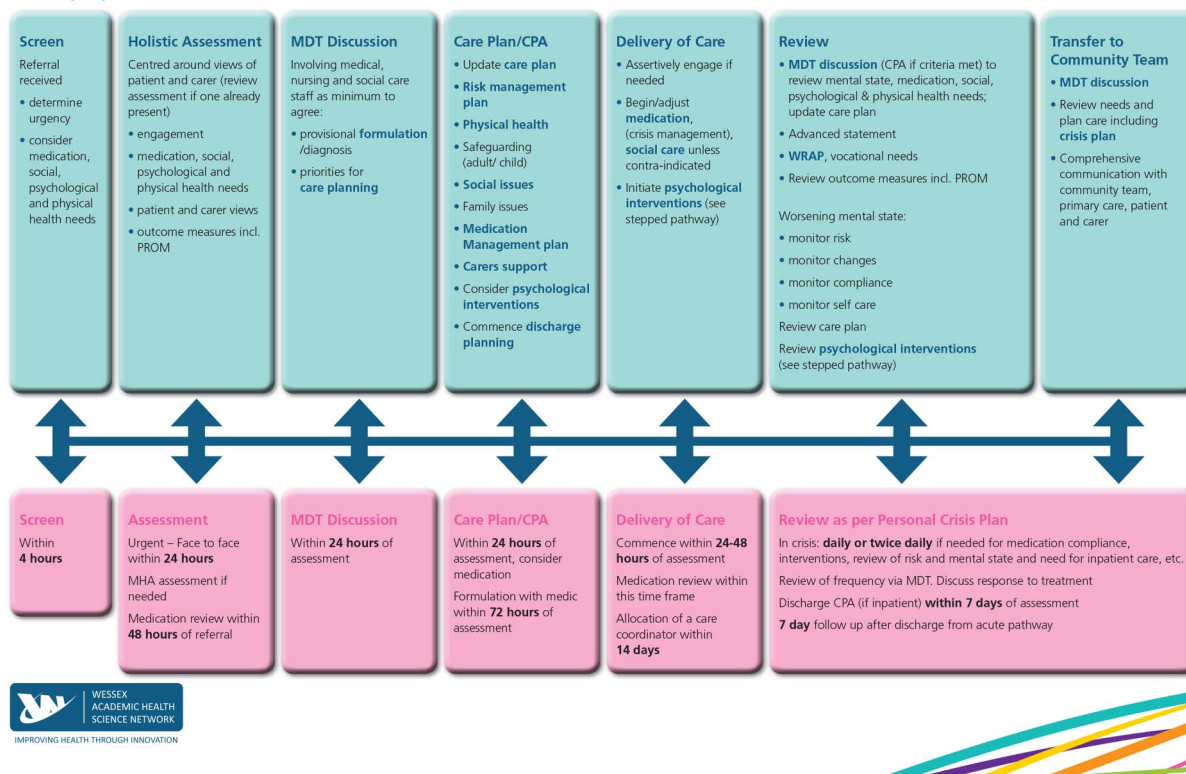 Screen
Referral
received
• determine
urgency
• consider
medication,
social,
psychological
and physical
health needs
Holistic Assessment
Centred around views of
patient and carer (review
assessment if one already
present)
• engagement
• medication, social,
psychological and
physical health needs
• patient and carer views
• outcome measures incl.
PROM
MDT Discussion
Involving medical,
nursing and social care
staff as minimum to
agree:
• provisional formulation
/diagnosis
• priorities for
care planning
Care Plan/CPA
• Update care plan
• Risk management
plan
• Physical health
• Safeguarding
(adult/ child)
• Social issues
• Family issues
• Medication
Management plan
• Carers support
• Consider psychological
interventions
• Commence discharge
planning
Delivery of Care
• Assertively engage if
needed
• Begin/adjust
medication,
(crisis management),
social care unless
contra-indicated
• Initiate psychological
interventions (see
stepped pathway)
Review
• MDT discussion (CPA if criteria met) to
review mental state, medication, social,
psychological & physical health needs;
update care plan
• Advanced statement
• WRAP, vocational needs
• Review outcome measures incl. PROM
Worsening mental state:
• monitor risk
• monitor changes
• monitor compliance
• monitor self care
Review care plan
Review psychological interventions
(see stepped pathway)
Transfer to
Community Team
• MDT discussion
• Review needs and
plan care including
crisis plan
• Comprehensive
communication with
community team,
primary care, patient
and carer
Screen
Within
4 hours
Assessment
Urgent – Face to face
within 24 hours
MHA assessment if
needed
Medication review within
48 hours of referral
MDT Discussion
Within 24 hours of
assessment
Care Plan/CPA
Within 24 hours of
assessment, consider
medication
Formulation with medic
within 72 hours of
assessment
Delivery of Care
Commence within 24-48
hours of assessment
Medication review within
this time frame
Allocation of a care
coordinator within
14 days
Review as per Personal Crisis Plan
In crisis: daily or twice daily if needed for medication compliance,
interventions, review of risk and mental state and need for inpatient care, etc.
Review of frequency via MDT. Discuss response to treatment
Discharge CPA (if inpatient) within 7 days of assessment
7 day follow up after discharge from acute pathway
WESSEX
ACADEMIC HEALTH
SCIENCE NETWORK
IMPROVING HEALTH THROUGH INNOVATION